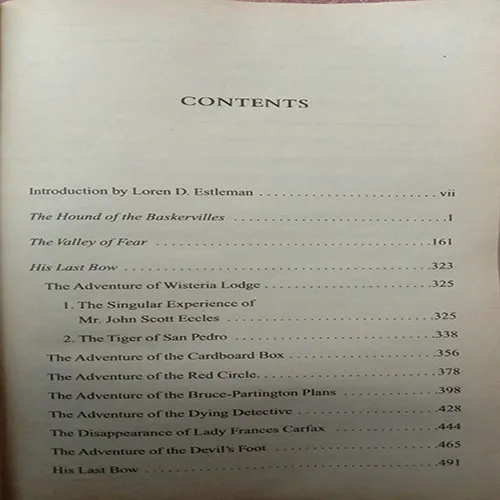 CONTENTS
Introduction by Loren D. Estleman . . . . . . . . . . . . . . . . . . . . . . . . vii
The Hound of the Baskervilles . . . . . . . . . . . . . . . . . . . . . . . . . . . . 1
The Valley of Fear . . . . . . . . . . . . . . . . . . . . . . . . . . . . . . . . . . . . .161
His Last Bow . . . . . . . . . . . . . . . . . . . . . . . . . . . . . . . . . . . . . . . .323
The Adventure of Wisteria Lodge . . . . . . . . . . . . . . . . . . . . . . .325
1. The Singular Experience of
Mr. John Scott Eccles . . . . . . . . . . . . . . . . . . . . . . . . . . . .325
2. The Tiger of San Pedro . . . . . . . . . . . . . . . . . . . . . . . . . . .338
The Adventure of the Cardboard Box . . . . . . . . . . . . . . . . . . . .356
The Adventure of the Red Circle. . . . . . . . . . . . . . . . . . . . . . . .378
The Adventure of the Bruce-Partington Plans . . . . . . . . . . . . .398
The Adventure of the Dying Detective . . . . . . . . . . . . . . . . . . .428
The Disappearance of Lady Frances Carfax . . . . . . . . . . . . . . .444
The Adventure of the Devil's Foot . . . . . . . . . . . . . . . . . . . . . . .465
His Last Bow . . . . . . . . . . . . . . . . . . . . . . . . . . . . . . . . . . . . . .491